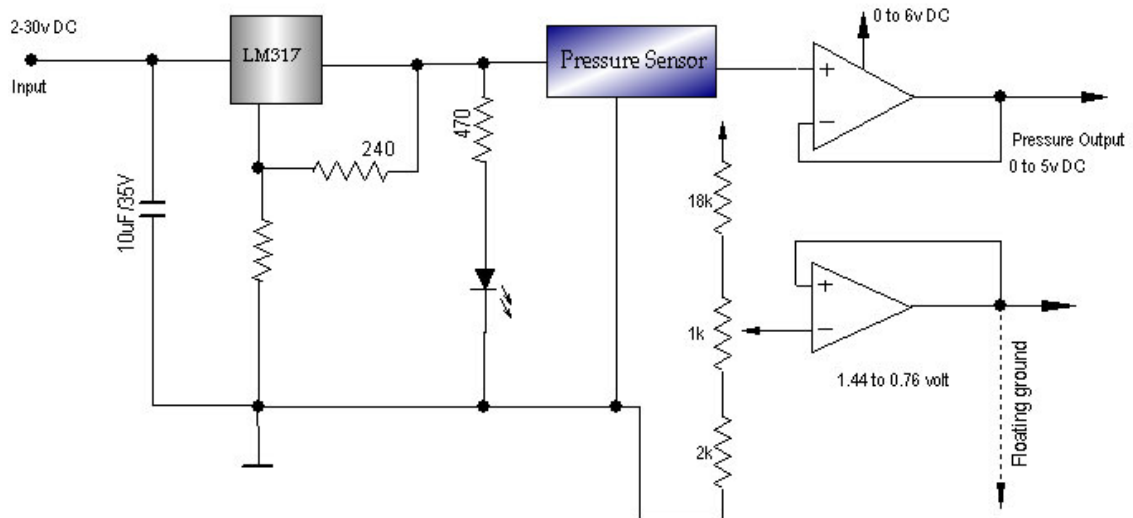 2-30v DC
Input
LM317
Pressure Sensor
0 to 6v DC
Pressure Output
0 to 5v DC
240
470
10uF/35V
18k
1k
2k
+
−
+
−
1.44 to 0.76 volt
Floating ground